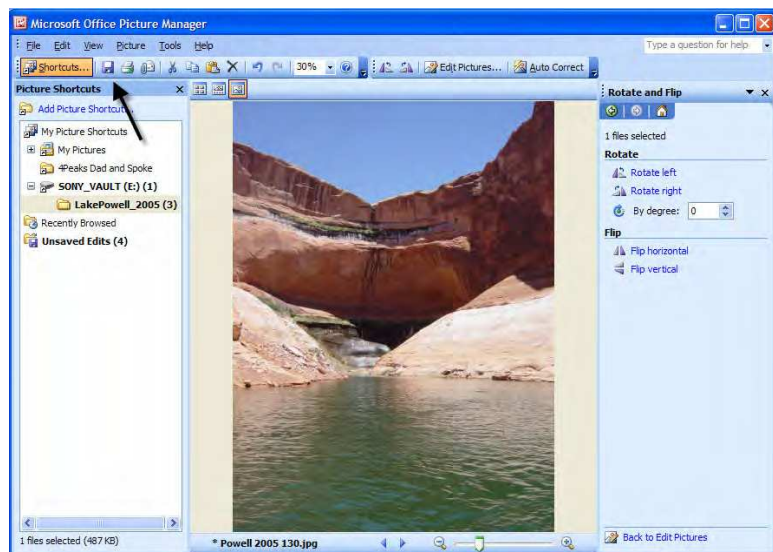 Microsoft Office Picture Manager
File Edit View Picture Tools Help
Type a question for help
Shortcuts... 30% Edit Pictures... Auto Correct
Picture Shortcuts
Add Picture Shortcut
My Picture Shortcuts
My Pictures
4Peaks Dad and Spoke
SONY_VAULT (E:) (1)
LakePowell_2005 (3)
Recently Browsed
Unsaved Edits (4)
1 files selected (487 KB)
* Powell 2005 130.jpg
Rotate and Flip
1 files selected
Rotate
Rotate left
Rotate right
By degree: 0
Flip
Flip horizontal
Flip vertical
Back to Edit Pictures